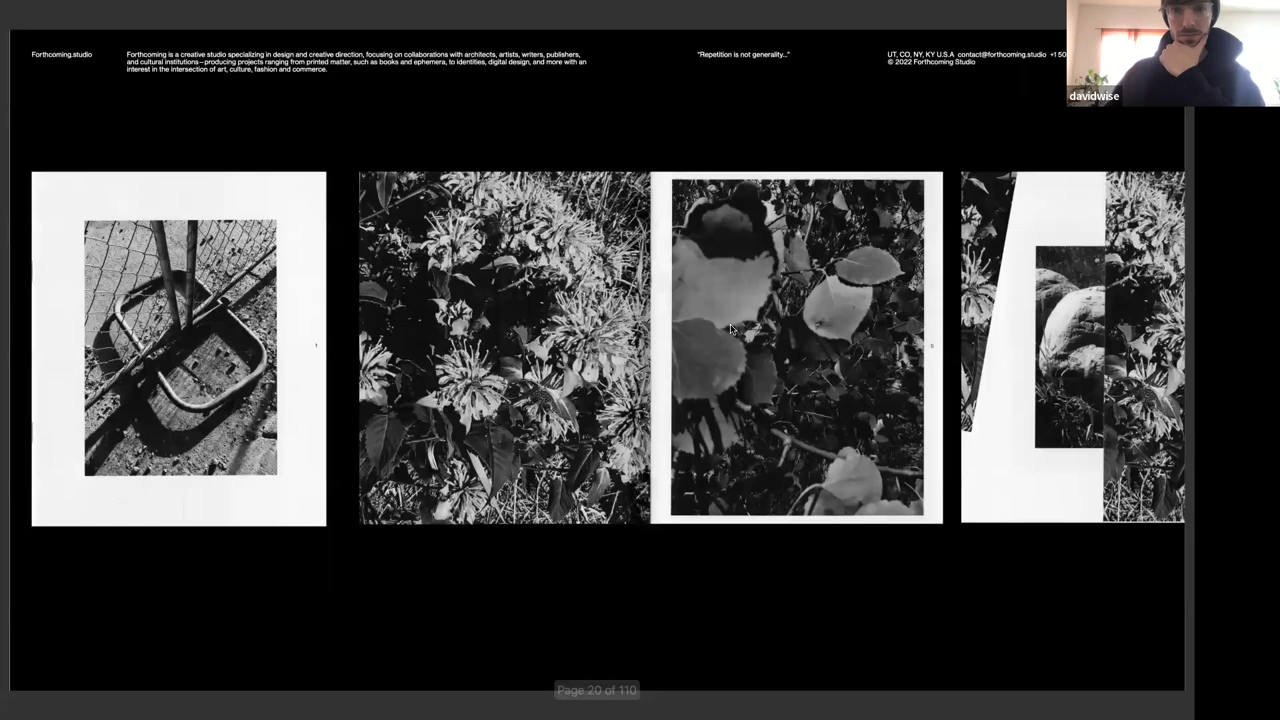 Forthcoming.studio
Forthcoming is a creative studio specializing in design and creative direction, focusing on collaborations with architects, artists, writers, publishers,
and cultural institutions—producing projects ranging from printed matter, such as books and ephemera, to identities, digital design, and more with an
interest in the intersection of art, culture, fashion and commerce.
"Repetition is not generality..."
UT, CO, NY, KY U.S.A contact@forthcoming.studio +1 50
© 2022 Forthcoming Studio
davidwise
Page 20 of 110